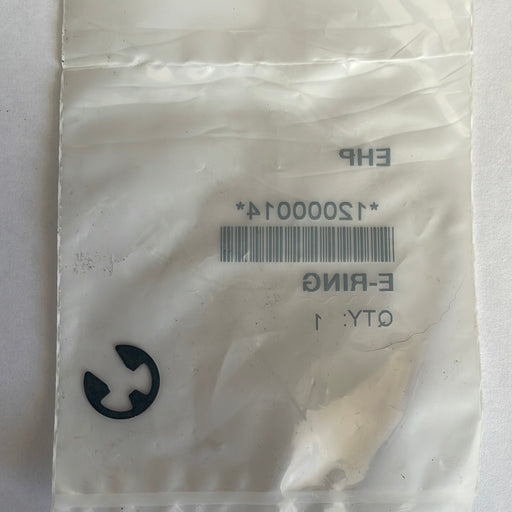 EHP
*12000014*
E-RING
QTY: 1